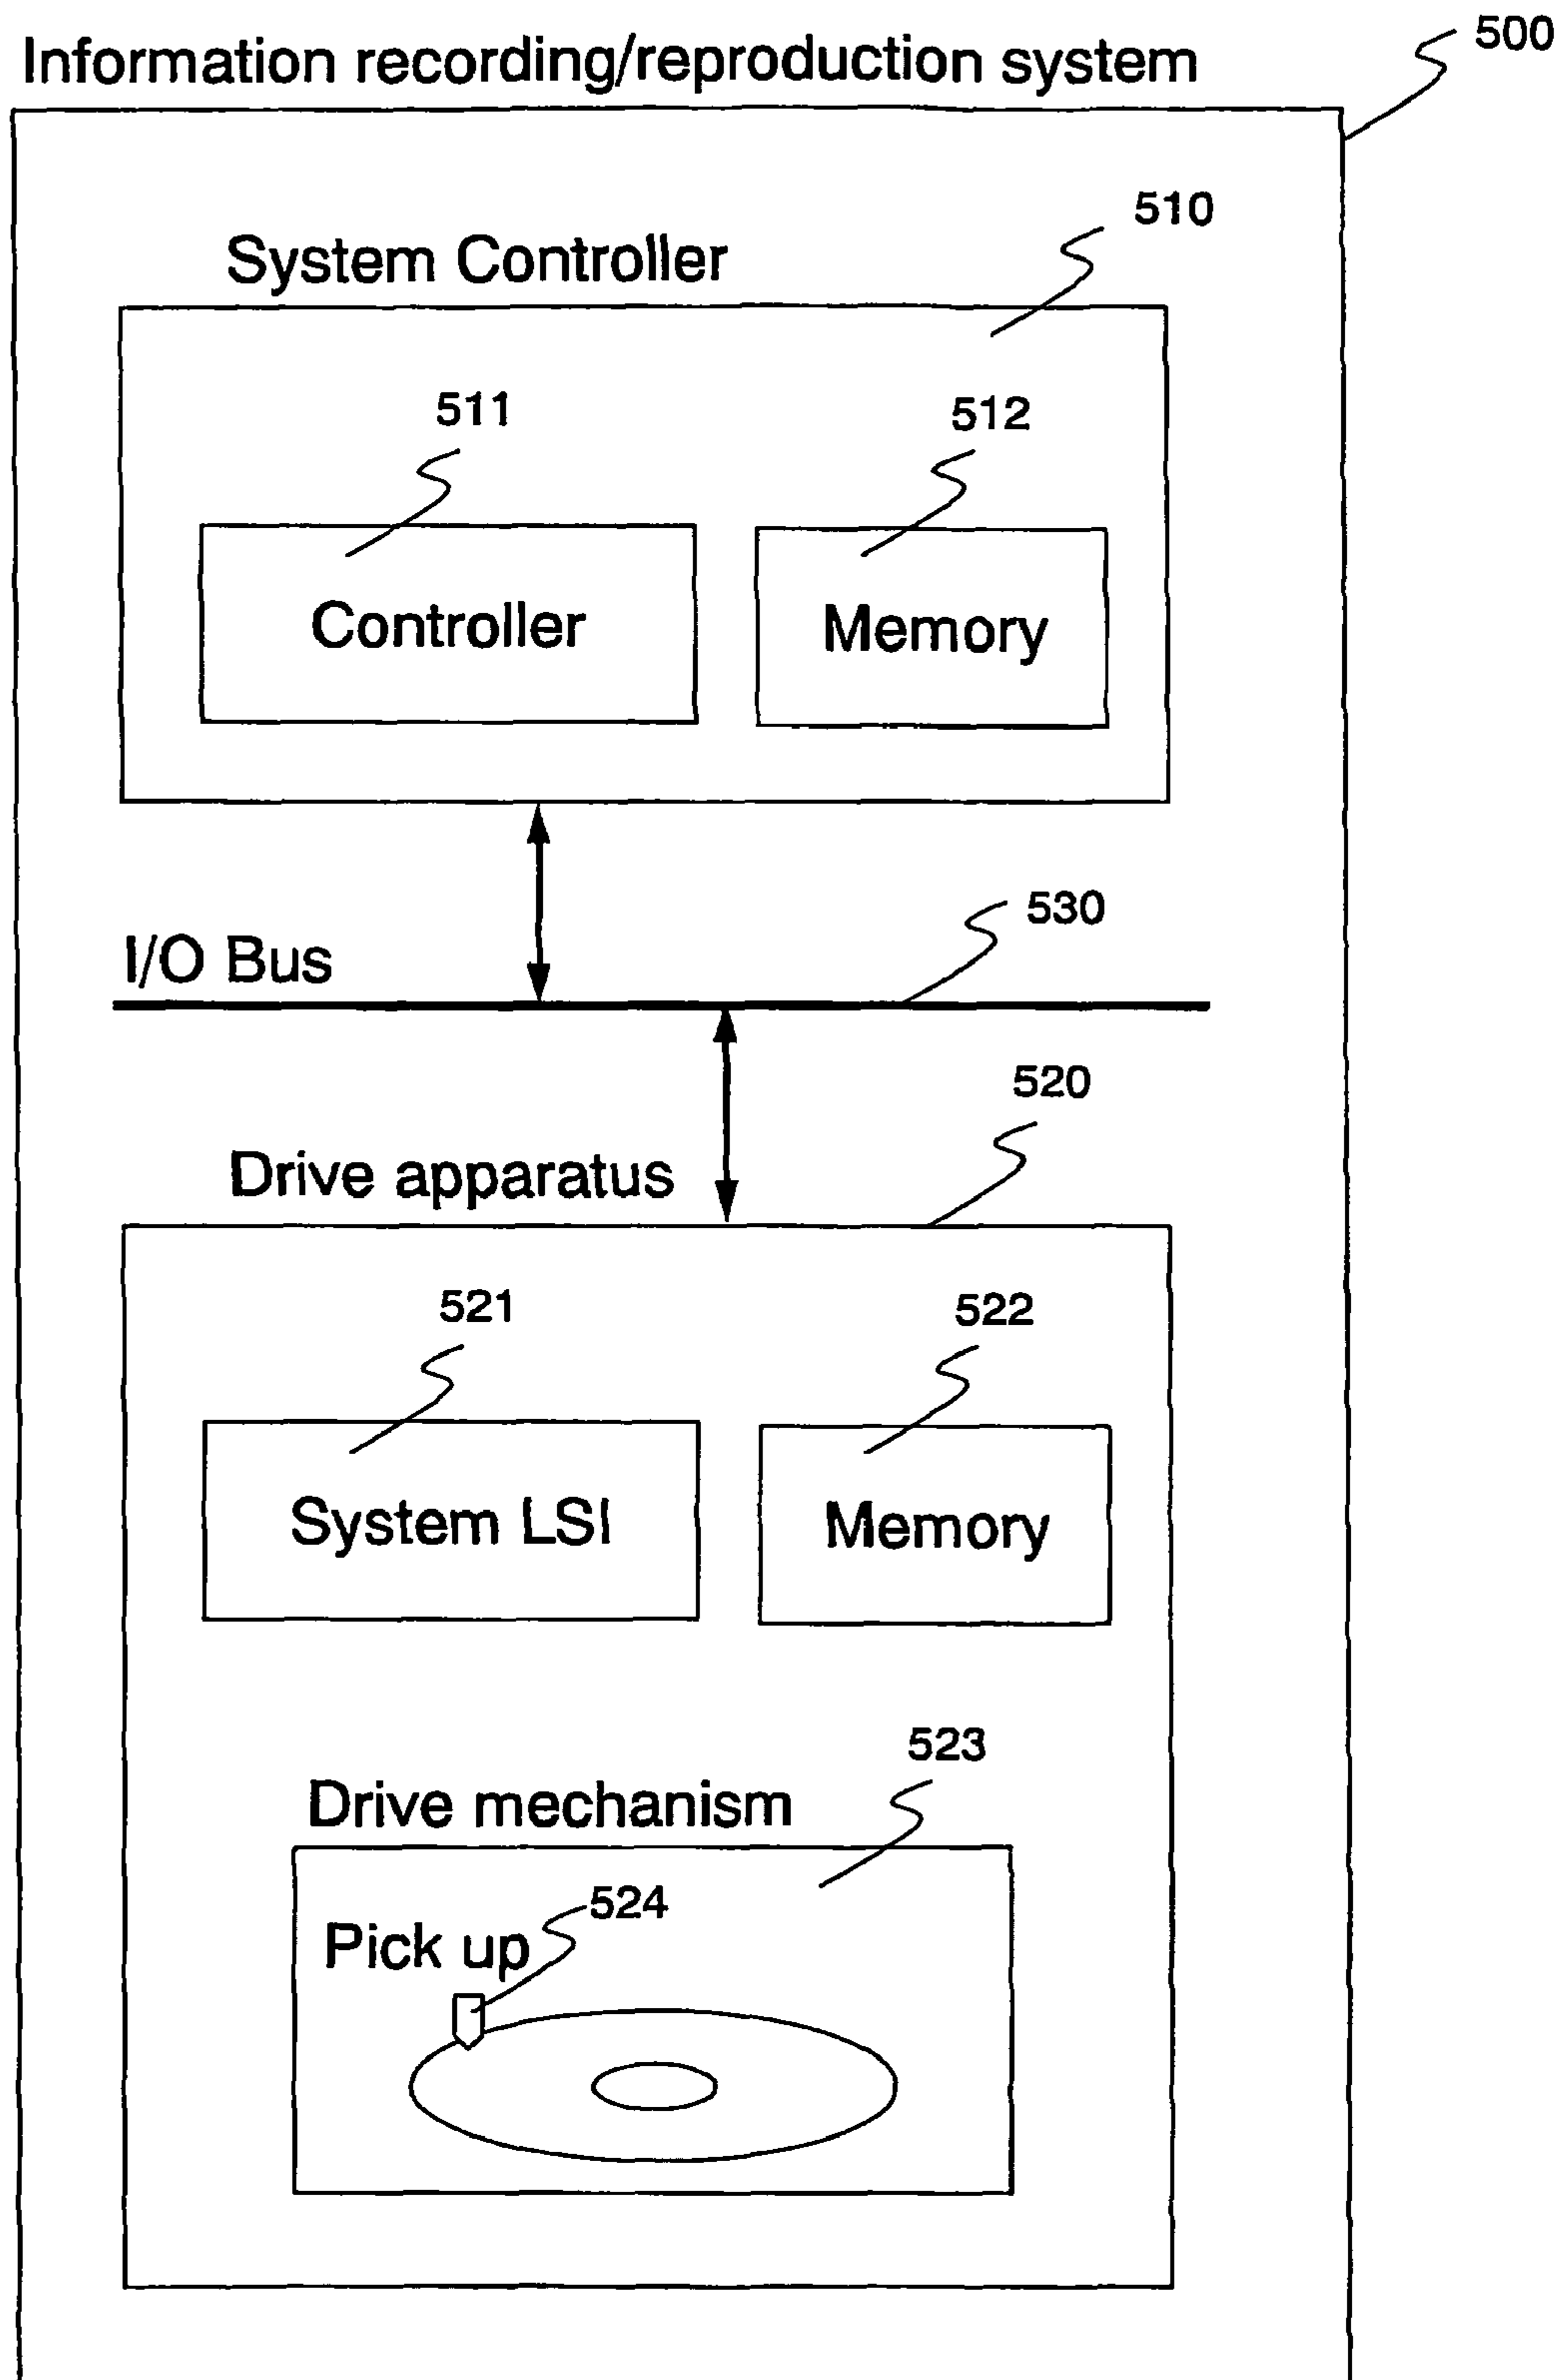 500
Information recording/reproduction system
510
System Controller
511
512
Controller
Memory
530
I/O Bus
520
Drive apparatus
521
522
System LSI
Memory
523
Drive mechanism
524
Pick up